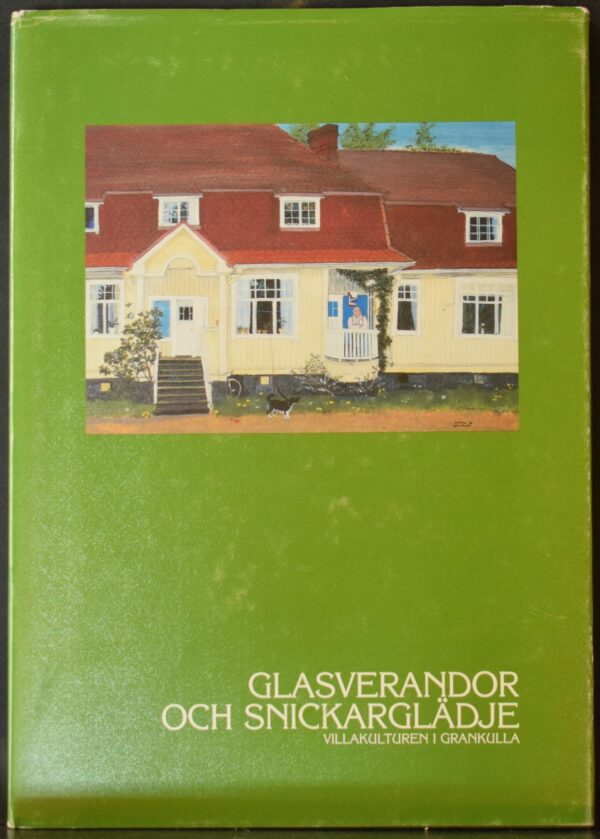 GLASVERANDOR
OCH SNICKARGLÄDJE
VILLAKULTUREN I GRANKULLA